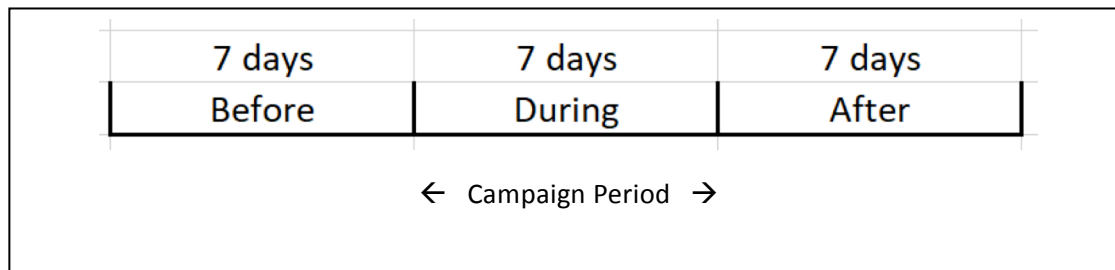 7 days 7 days 7 days
Before During After
← Campaign Period →